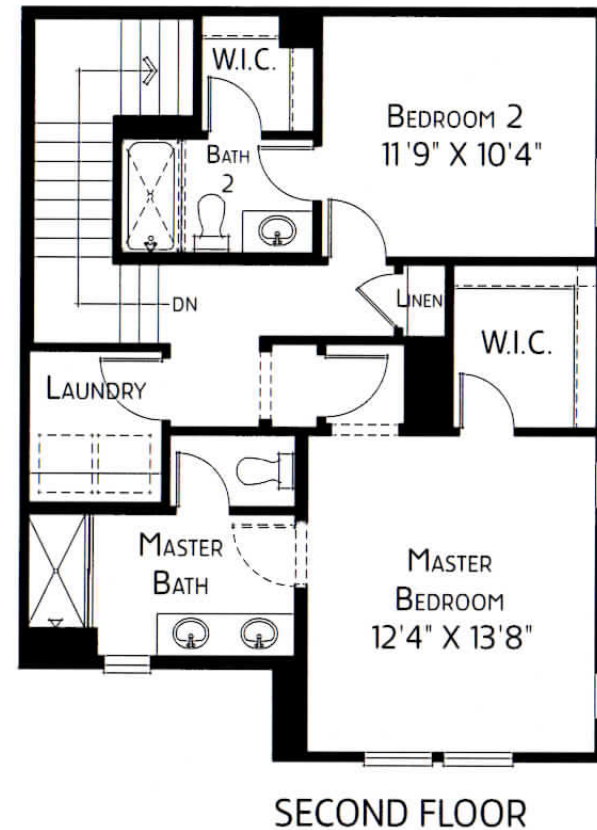 W.I.C.
BEDROOM 2
11'9" X 10'4"
BATH
2
DN
LINEN
W.I.C.
LAUNDRY
MASTER
BATH
MASTER
BEDROOM
12'4" X 13'8"
SECOND FLOOR